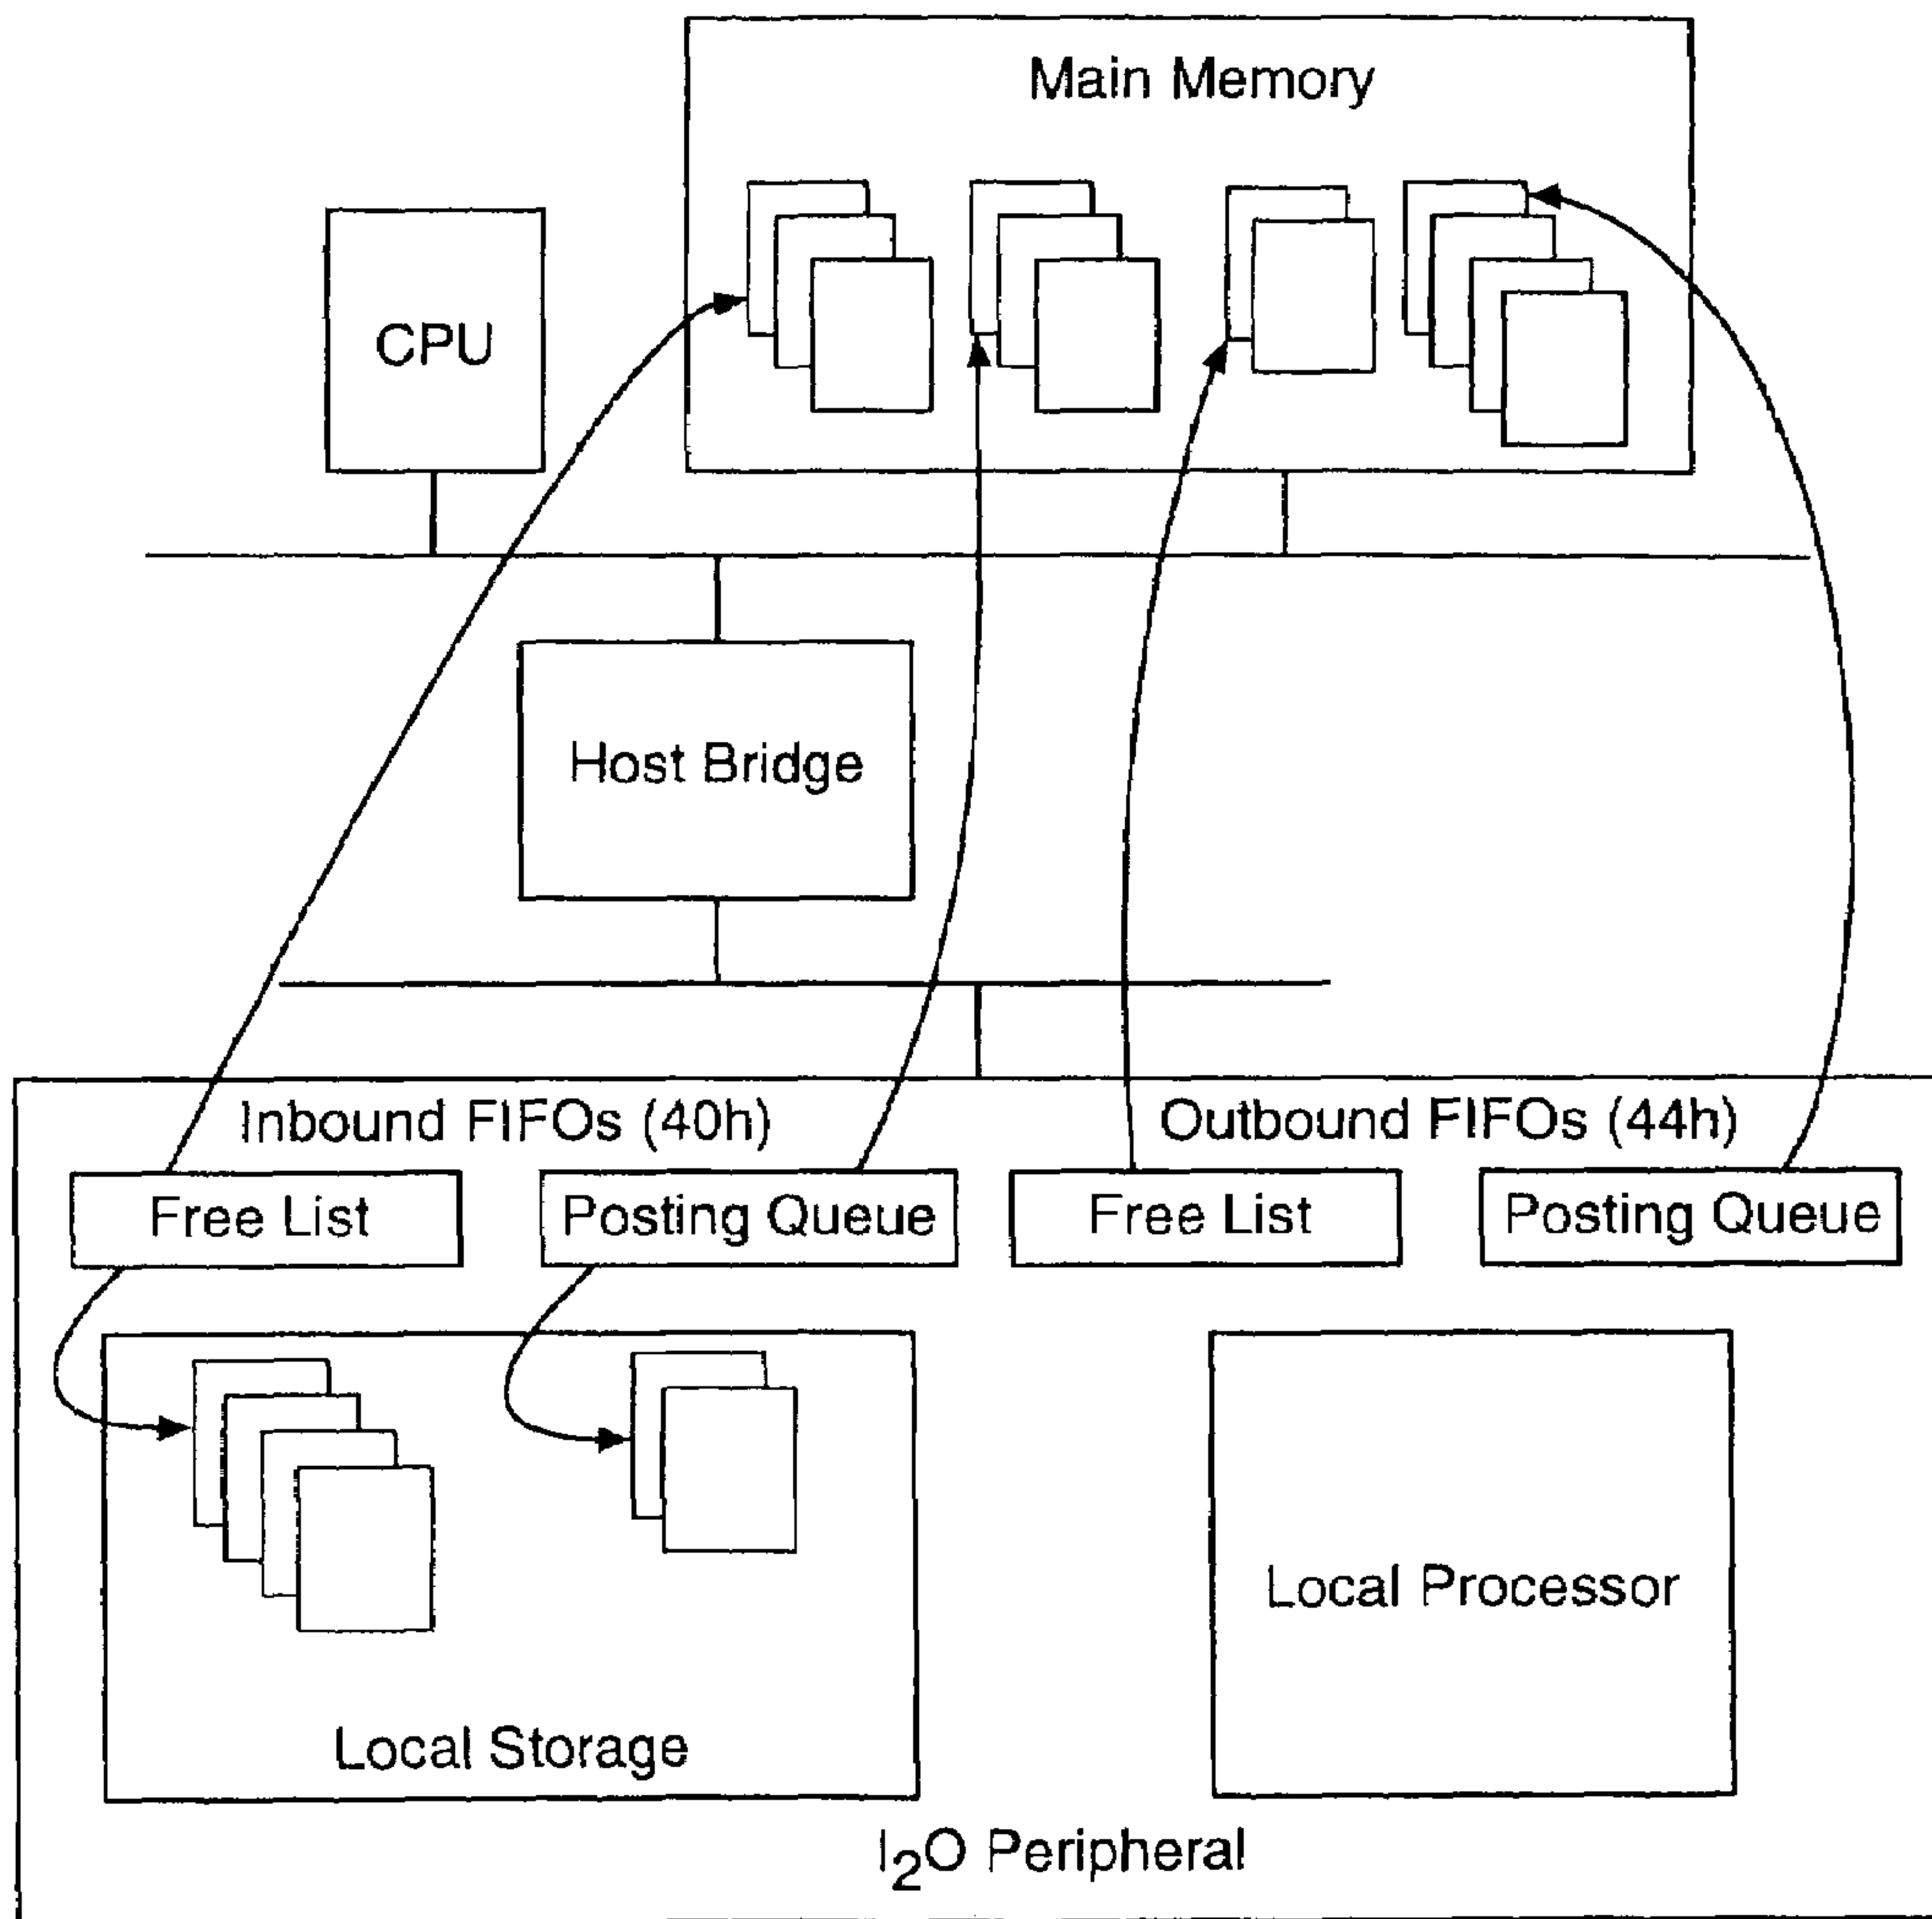 Main Memory
CPU
Host Bridge
Inbound FIFOs (40h)
Outbound FIFOs (44h)
Free List
Posting Queue
Free List
Posting Queue
Local Processor
Local Storage
I₂O Peripheral